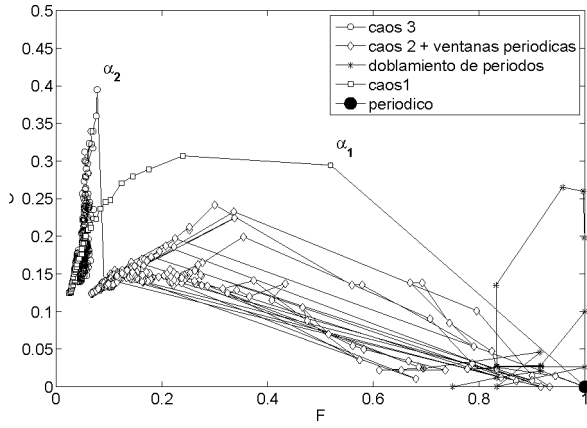 0.5
0.45
0.4
0.35
0.3
0.25
0.2
0.15
0.1
0.05
0
α2
α1
caos 3
caos 2 + ventanas periodicas
doblamiento de periodos
caos1
periodico
0 0.2 0.4 0.6 0.8 1
F